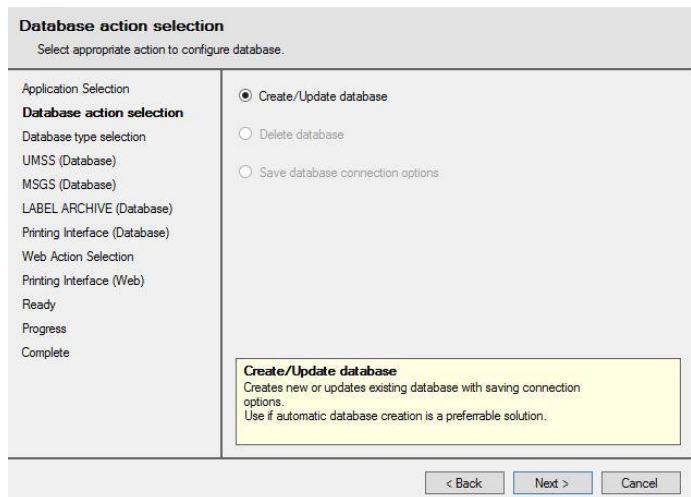 Database action selection
Select appropriate action to configure database.
Application Selection
Database action selection
Database type selection
UMSS (Database)
MSGS (Database)
LABEL ARCHIVE (Database)
Printing Interface (Database)
Web Action Selection
Printing Interface (Web)
Ready
Progress
Complete
Create/Update database
Delete database
Save database connection options
Create/Update database
Creates new or updates existing database with saving connection
options.
Use if automatic database creation is a preferrable solution.
< Back Next > Cancel